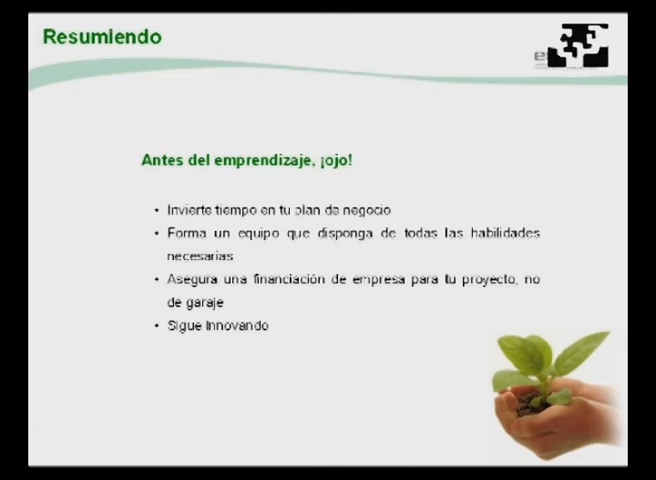 Resumiendo
Antes del emprendizaje, ¡ojo!
• Invierte tiempo en tu plan de negocio
• Forma un equipo que disponga de todas las habilidades
necesarias
• Asegura una financiación de empresa para tu proyecto, no
de garaje
• Sigue innovando